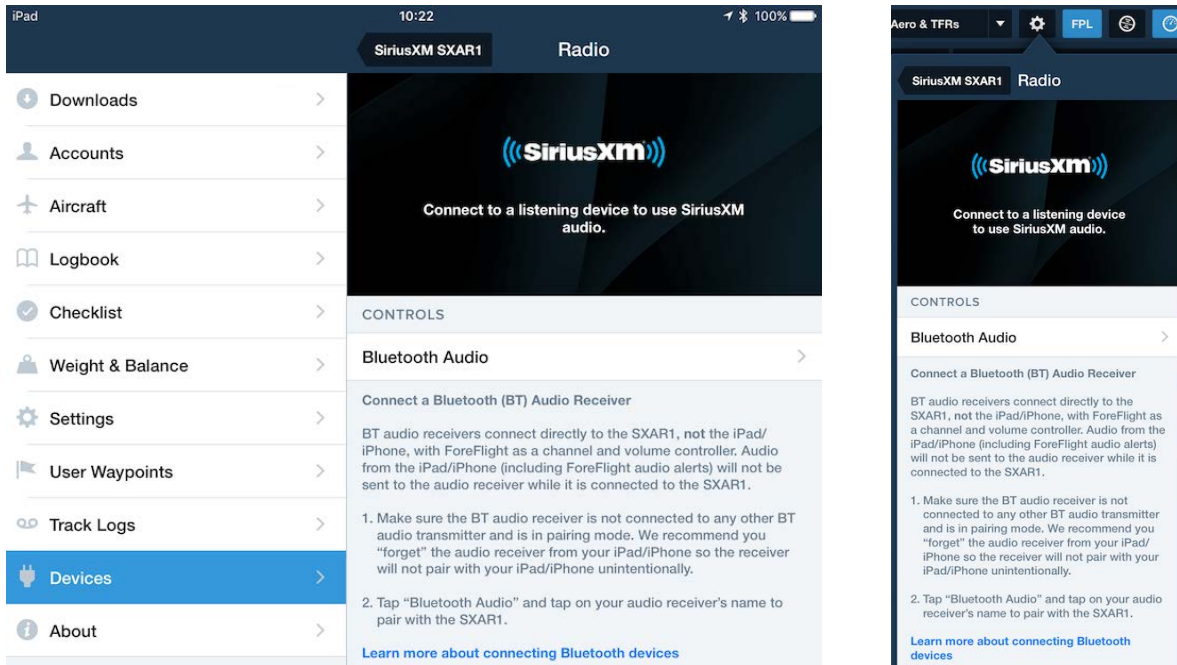 iPad
10:22
100%
SiriusXM SXAR1
Radio
Downloads
Accounts
Aircraft
Logbook
Checklist
Weight & Balance
Settings
User Waypoints
Track Logs
Devices
About
((SiriusXM))
Connect to a listening device to use SiriusXM
audio.
CONTROLS
Bluetooth Audio
Connect a Bluetooth (BT) Audio Receiver
BT audio receivers connect directly to the SXAR1, not the iPad/
iPhone, with ForeFlight as a channel and volume controller. Audio
from the iPad/iPhone (including ForeFlight audio alerts) will not be
sent to the audio receiver while it is connected to the SXAR1.
1. Make sure the BT audio receiver is not connected to any other BT
audio transmitter and is in pairing mode. We recommend you
“forget” the audio receiver from your iPad/iPhone so the receiver
will not pair with your iPad/iPhone unintentionally.
2. Tap “Bluetooth Audio” and tap on your audio receiver’s name to
pair with the SXAR1.
Learn more about connecting Bluetooth devices
Aero & TFRs
FPL
SiriusXM SXAR1
Radio
((SiriusXM))
Connect to a listening device
to use SiriusXM audio.
CONTROLS
Bluetooth Audio
Connect a Bluetooth (BT) Audio Receiver
BT audio receivers connect directly to the
SXAR1, not the iPad/iPhone, with ForeFlight as
a channel and volume controller. Audio from the
iPad/iPhone (including ForeFlight audio alerts)
will not be sent to the audio receiver while it is
connected to the SXAR1.
1. Make sure the BT audio receiver is not
connected to any other BT audio transmitter
and is in pairing mode. We recommend you
“forget” the audio receiver from your iPad/
iPhone so the receiver will not pair with your
iPad/iPhone unintentionally.
2. Tap “Bluetooth Audio” and tap on your audio
receiver’s name to pair with the SXAR1.
Learn more about connecting Bluetooth
devices